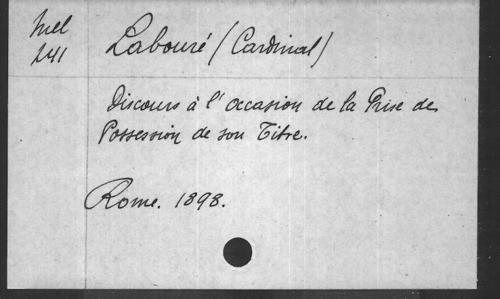 Mel
241
Labouré (Cardinal)
Discours à l'occasion de la Prise de
Possession de son Titre.
Rome. 1898.